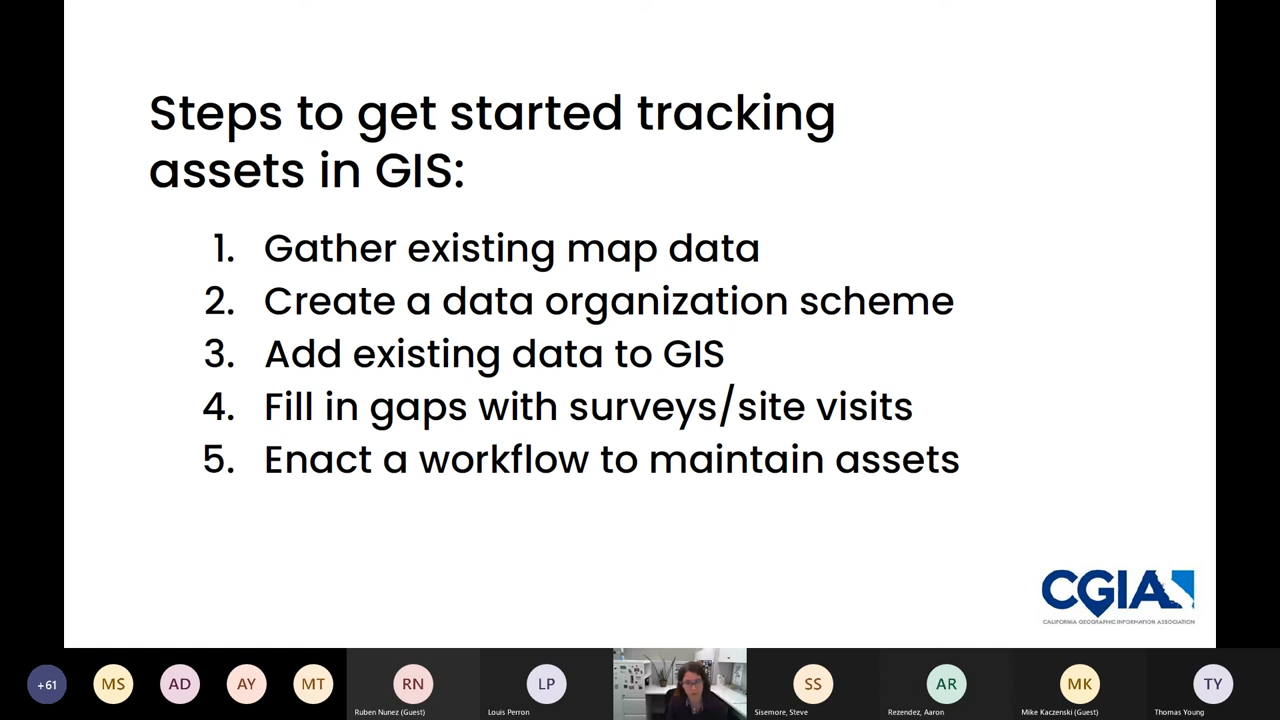 Steps to get started tracking
assets in GIS:
1. Gather existing map data
2. Create a data organization scheme
3. Add existing data to GIS
4. Fill in gaps with surveys/site visits
5. Enact a workflow to maintain assets
CGIA
CALIFORNIA GEOGRAPHIC INFORMATION ASSOCIATION
+61
MS
AD
AY
MT
RN
LP
SS
AR
MK
TY
Ruben Nunez (Guest)
Louis Perron
Sisemore, Steve
Rezendez, Aaron
Mike Kaczenski (Guest)
Thomas Young